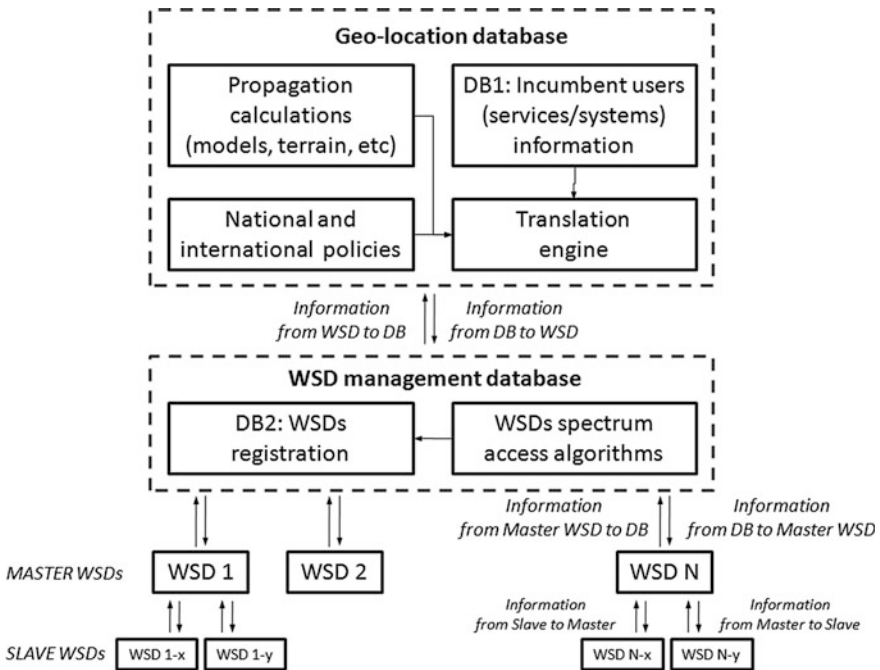 Geo-location database
Propagation
calculations
(models, terrain, etc)
DB1: Incumbent users
(services/systems)
information
National and
international policies
Translation
engine
Information
from WSD to DB
Information
from DB to WSD
WSD management database
DB2: WSDs
registration
WSDs spectrum
access algorithms
Information
from Master WSD to DB
Information
from DB to Master WSD
MASTER WSDs
WSD 1
WSD 2
WSD N
Information
from Slave to Master
Information
from Master to Slave
SLAVE WSDs
WSD 1-x
WSD 1-y
WSD N-x
WSD N-y